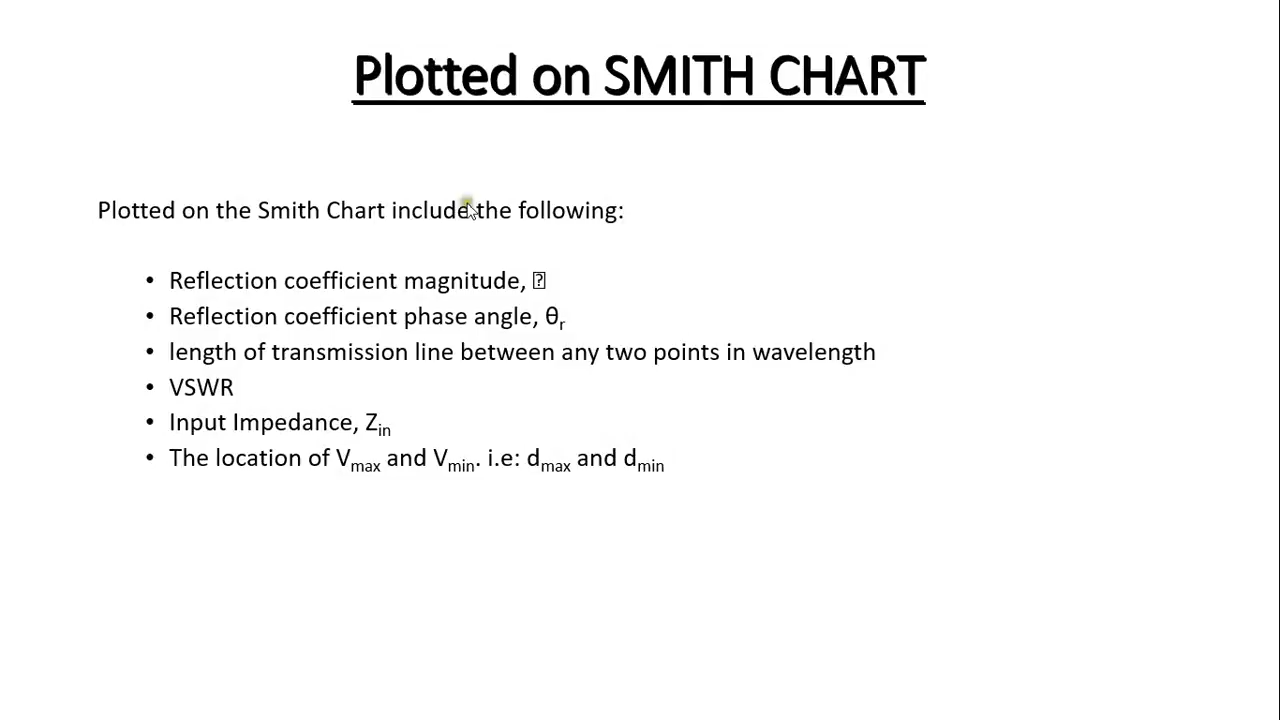 Plotted on SMITH CHART
Plotted on the Smith Chart include the following:
• Reflection coefficient magnitude, ⍰
• Reflection coefficient phase angle, θr
• length of transmission line between any two points in wavelength
• VSWR
• Input Impedance, Zin
• The location of Vmax and Vmin. i.e: dmax and dmin